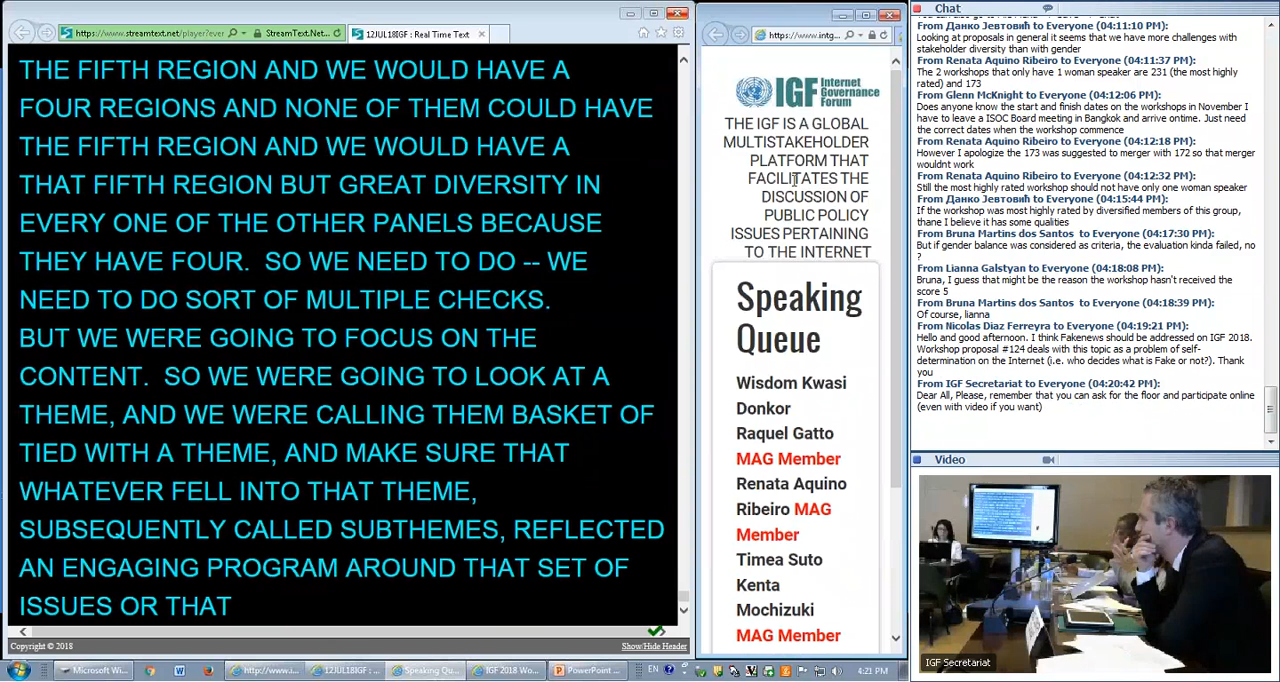 https://www.streamtext.net/player?ever
StreamText.Net...
12JUL18IGF : Real Time Text
THE FIFTH REGION AND WE WOULD HAVE A
FOUR REGIONS AND NONE OF THEM COULD HAVE
THE FIFTH REGION AND WE WOULD HAVE A
THAT FIFTH REGION BUT GREAT DIVERSITY IN
EVERY ONE OF THE OTHER PANELS BECAUSE
THEY HAVE FOUR.  SO WE NEED TO DO -- WE
NEED TO DO SORT OF MULTIPLE CHECKS.
BUT WE WERE GOING TO FOCUS ON THE
CONTENT.  SO WE WERE GOING TO LOOK AT A
THEME, AND WE WERE CALLING THEM BASKET OF
TIED WITH A THEME, AND MAKE SURE THAT
WHATEVER FELL INTO THAT THEME,
SUBSEQUENTLY CALLED SUBTHEMES, REFLECTED
AN ENGAGING PROGRAM AROUND THAT SET OF
ISSUES OR THAT
Copyright © 2018
Show/Hide Header
https://www.intg
IGF Internet
Governance
Forum
THE IGF IS A GLOBAL
MULTISTAKEHOLDER
PLATFORM THAT
FACILITATES THE
DISCUSSION OF
PUBLIC POLICY
ISSUES PERTAINING
TO THE INTERNET
Speaking
Queue
Wisdom Kwasi
Donkor
Raquel Gatto
MAG Member
Renata Aquino
Ribeiro MAG
Member
Timea Suto
Kenta
Mochizuki
MAG Member
Chat
From Данко Јевтовић to Everyone (04:11:10 PM):
Looking at proposals in general it seems that we have more challenges with
stakeholder diversity than with gender
From Renata Aquino Ribeiro to Everyone (04:11:37 PM):
The 2 workshops that only have 1 woman speaker are 231 (the most highly
rated) and 173
From Glenn McKnight to Everyone (04:12:06 PM):
Does anyone know the start and finish dates on the workshops in November I
have to leave a ISOC Board meeting in Bangkok and arrive ontime. Just need
the correct dates when the workshop commence
From Renata Aquino Ribeiro to Everyone (04:12:18 PM):
However I apologize the 173 was suggested to merger with 172 so that merger
wouldnt work
From Renata Aquino Ribeiro to Everyone (04:12:32 PM):
Still the most highly rated workshop should not have only one woman speaker
From Данко Јевтовић to Everyone (04:15:44 PM):
If the workshop was most highly rated by diversified members of this group,
thane I believe it has some qualities
From Bruna Martins dos Santos  to Everyone (04:17:30 PM):
But if gender balance was considered as criteria, the evaluation kinda failed, no
?
From Lianna Galstyan to Everyone (04:18:08 PM):
Bruna, I guess that might be the reason the workshop hasn't received the
score 5
From Bruna Martins dos Santos  to Everyone (04:18:39 PM):
Of course, lianna
From Nicolas Diaz Ferreyra to Everyone (04:19:21 PM):
Hello and good afternoon. I think Fakenews should be addressed on IGF 2018.
Workshop proposal #124 deals with this topic as a problem of self-
determination on the Internet (i.e. who decides what is Fake or not?). Thank
you
From IGF Secretariat to Everyone (04:20:42 PM):
Dear All, Please, remember that you can ask for the floor and participate online
(even with video if you want)
Video
IGF Secretariat
Microsoft Wi...
http://www.i...
12JUL18IGF :...
Speaking Qu...
IGF 2018 Wo...
PowerPoint ...
EN
4:21 PM